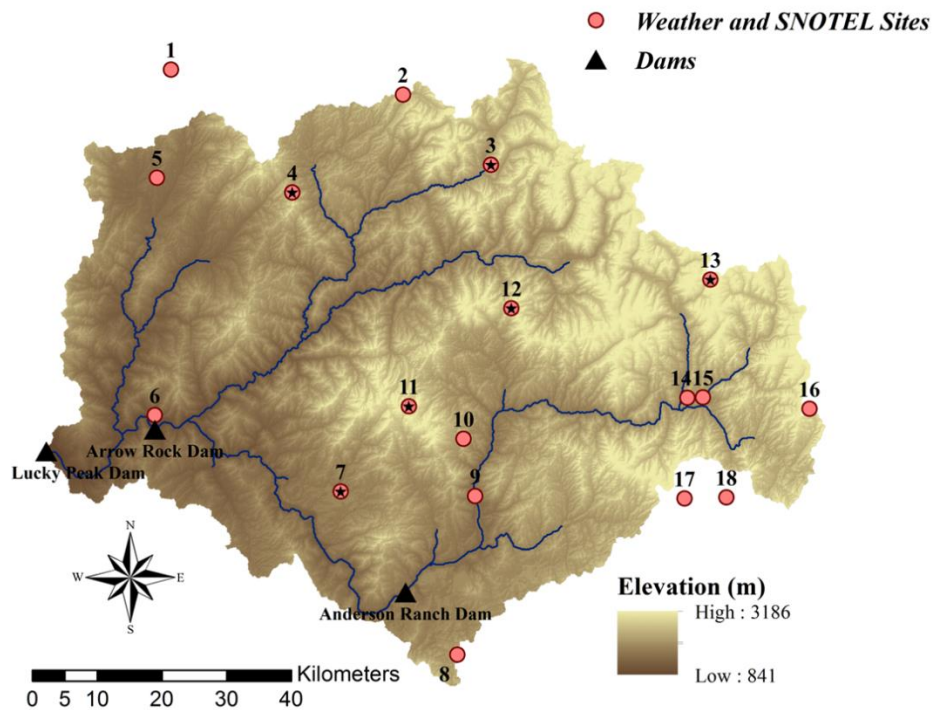 Weather and SNOTEL Sites
Dams
1
2
3
4
5
13
12
11
14 15
16
6
10
Arrow Rock Dam
Lucky Peak Dam
7
9
17
18
N
W
E
S
Anderson Ranch Dam
8
Elevation (m)
High : 3186
Low : 841
Kilometers
0 5 10 20 30 40